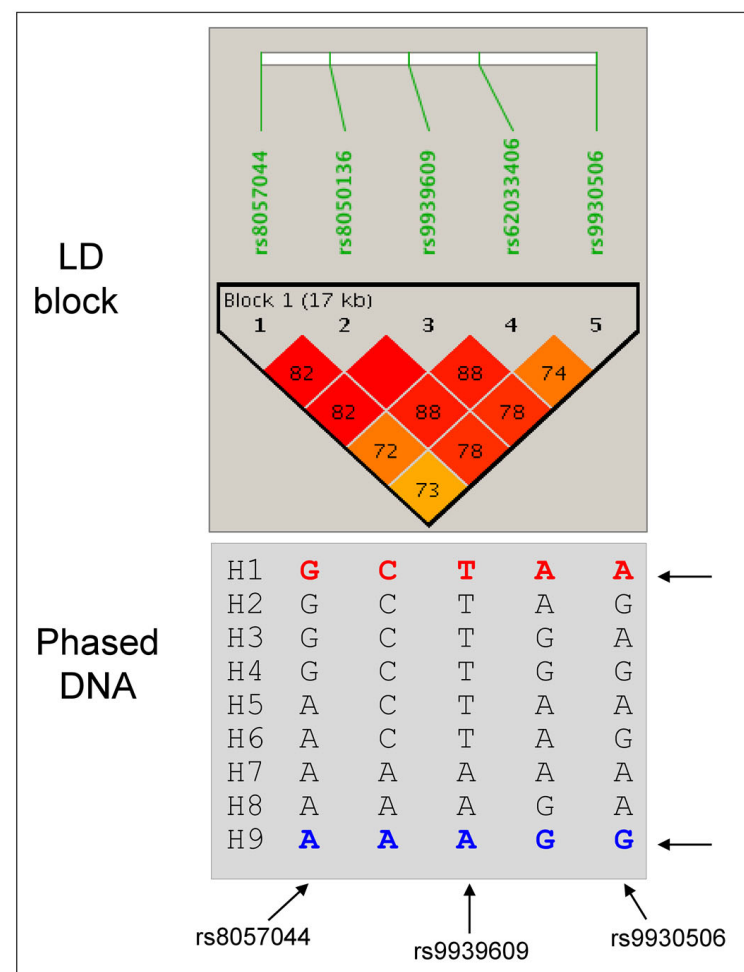 rs8057044 rs8050136 rs9939609 rs62033406 rs9930506
LD
block
Block 1 (17 kb)
1 2 3 4 5
82 88 74
82 88 78
72 78
73
Phased
DNA
H1 G C T A A
H2 G C T A G
H3 G C T G A
H4 G C T G G
H5 A C T A A
H6 A C T A G
H7 A A A A A
H8 A A A G A
H9 A A A G G
rs8057044 rs9939609 rs9930506